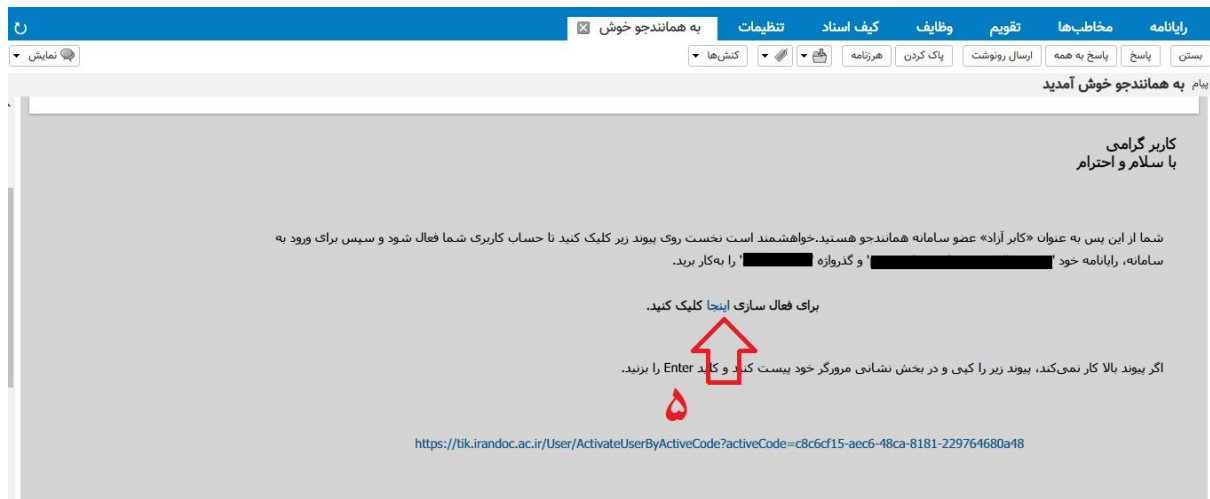 رایانامه مخاطب‌ها تقویم وظایف کیف اسناد تنظیمات به همانندجو خوش
بستن پاسخ پاسخ به همه ارسال رونوشت پاک کردن هرزنامه کنش‌ها نمایش
پیام به همانندجو خوش آمدید
کاربر گرامی
با سلام و احترام
شما از این پس به عنوان «کابر آزاد» عضو سامانه همانندجو هستید.خواهشمند است نخست روی پیوند زیر کلیک کنید تا حساب کاربری شما فعال شود و سپس برای ورود به
سامانه، رایانامه خود '' و گذرواژه '' را به‌کار برید.
برای فعال سازی اینجا کلیک کنید.
اگر پیوند بالا کار نمی‌کند، پیوند زیر را کپی و در بخش نشانی مرورگر خود پیست کنید و کلید Enter را بزنید.
۵
https://tik.irandoc.ac.ir/User/ActivateUserByActiveCode?activeCode=c8c6cf15-aec6-48ca-8181-229764680a48